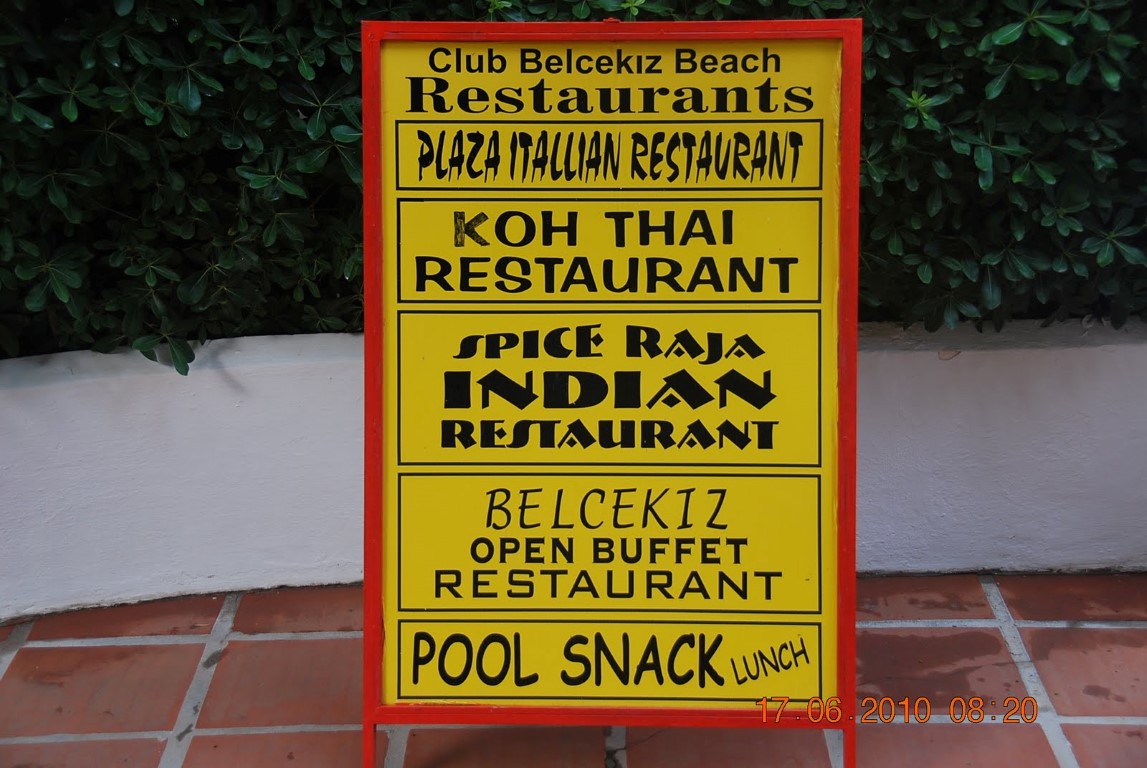 Club Belcekız Beach
Restaurants
PLAZA ITALLIAN RESTAURANT
KOH THAI
RESTAURANT
SPICE RAJA
INDIAN
RESTAURANT
BELCEKIZ
OPEN BUFFET
RESTAURANT
POOL SNACK LUNCH
17.06.2010 08:20